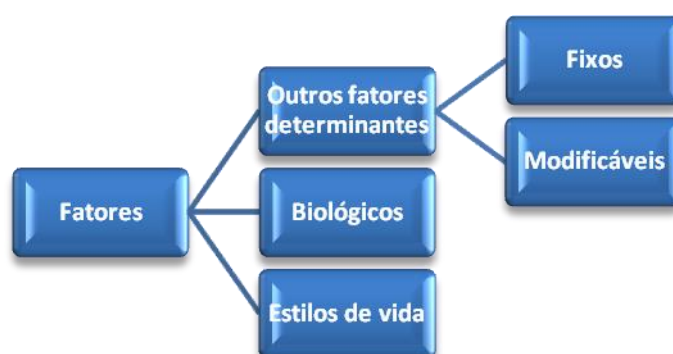 Fatores
Outros fatores
determinantes
Biológicos
Estilos de vida
Fixos
Modificáveis